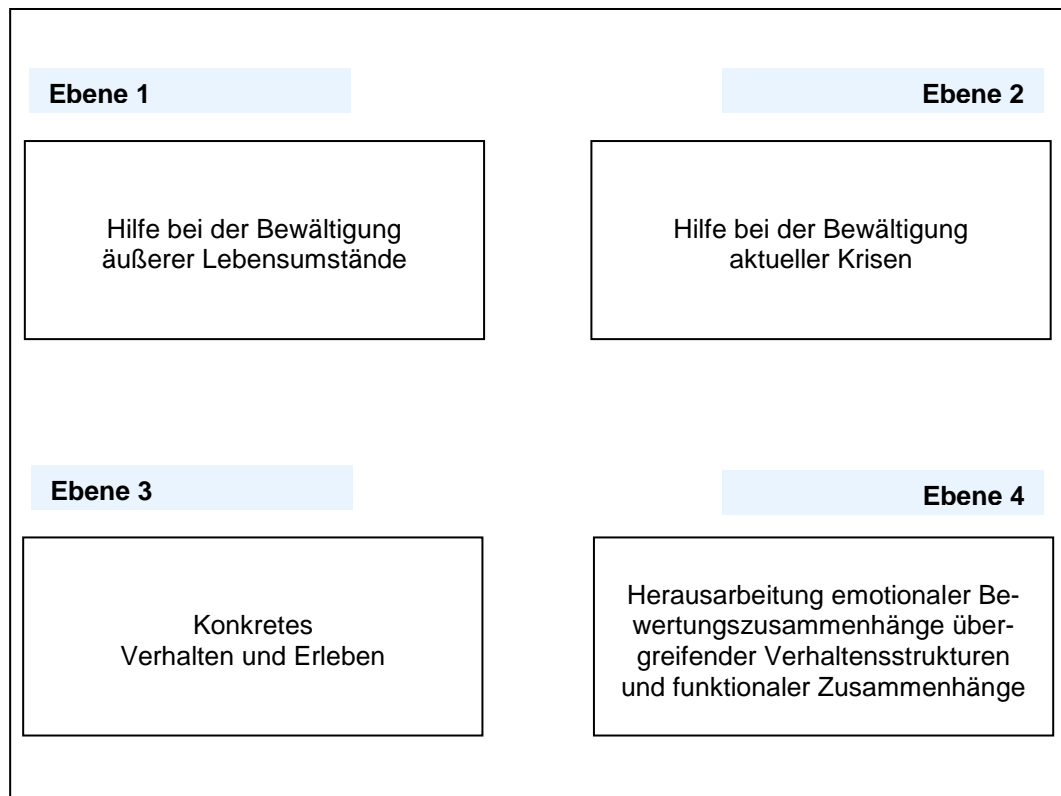 Ebene 1
Ebene 2
Hilfe bei der Bewältigung
äußerer Lebensumstände
Hilfe bei der Bewältigung
aktueller Krisen
Ebene 3
Ebene 4
Konkretes
Verhalten und Erleben
Herausarbeitung emotionaler Be-
wertungszusammenhänge über-
greifender Verhaltensstrukturen
und funktionaler Zusammenhänge